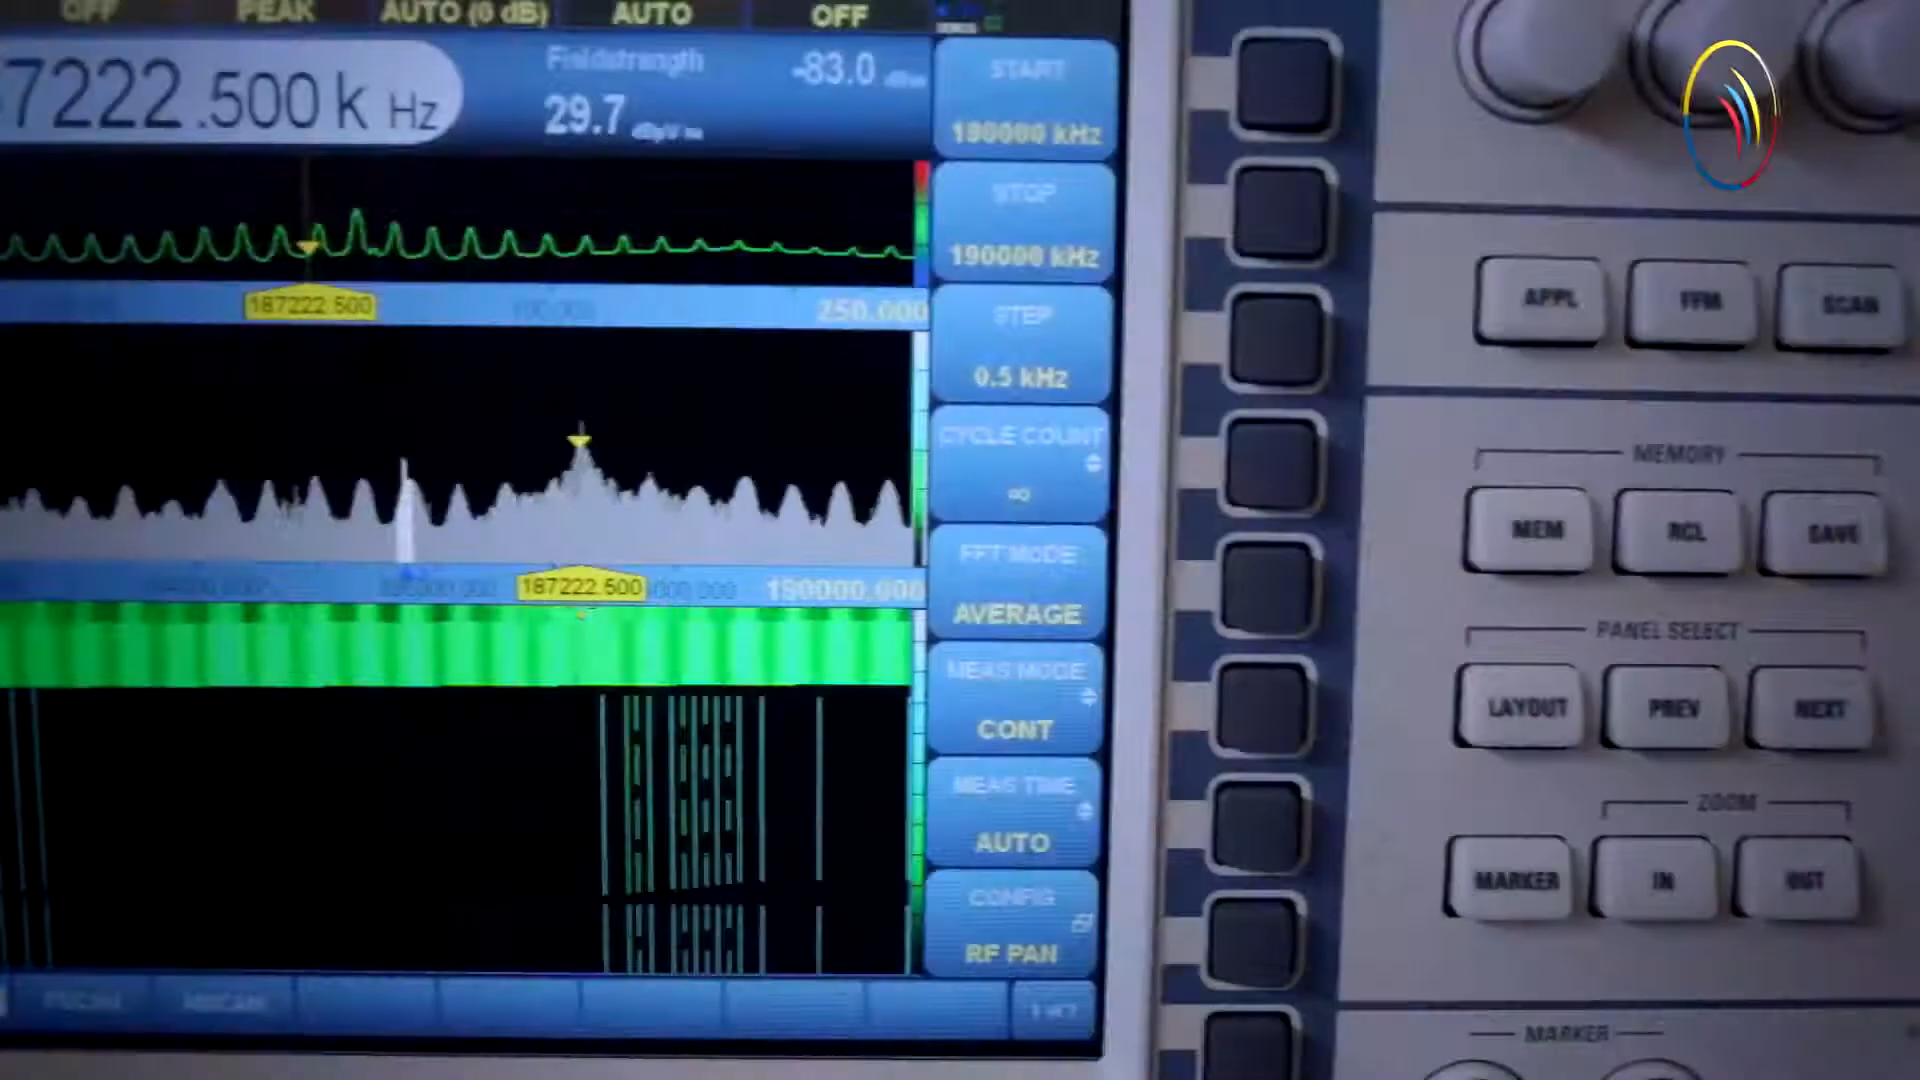 OFF PEAK AUTO (0 dB) AUTO OFF
7222.500 k Hz
Fieldstrength -83.0 dBm
29.7
START
190000 kHz
STOP
190000 kHz
187222.500 250.000
STEP
0.5 kHz
CYCLE COUNT
∞
FFT MODE
AVERAGE
187222.500 190000.000
MEAS MODE
CONT
MEAS TIME
AUTO
CONFIG
RF PAN
APPL FFM SCAN
MEMORY
MEM RCL SAVE
PANEL SELECT
LAYOUT PREV NEXT
ZOOM
MARKER IN OUT
MARKER